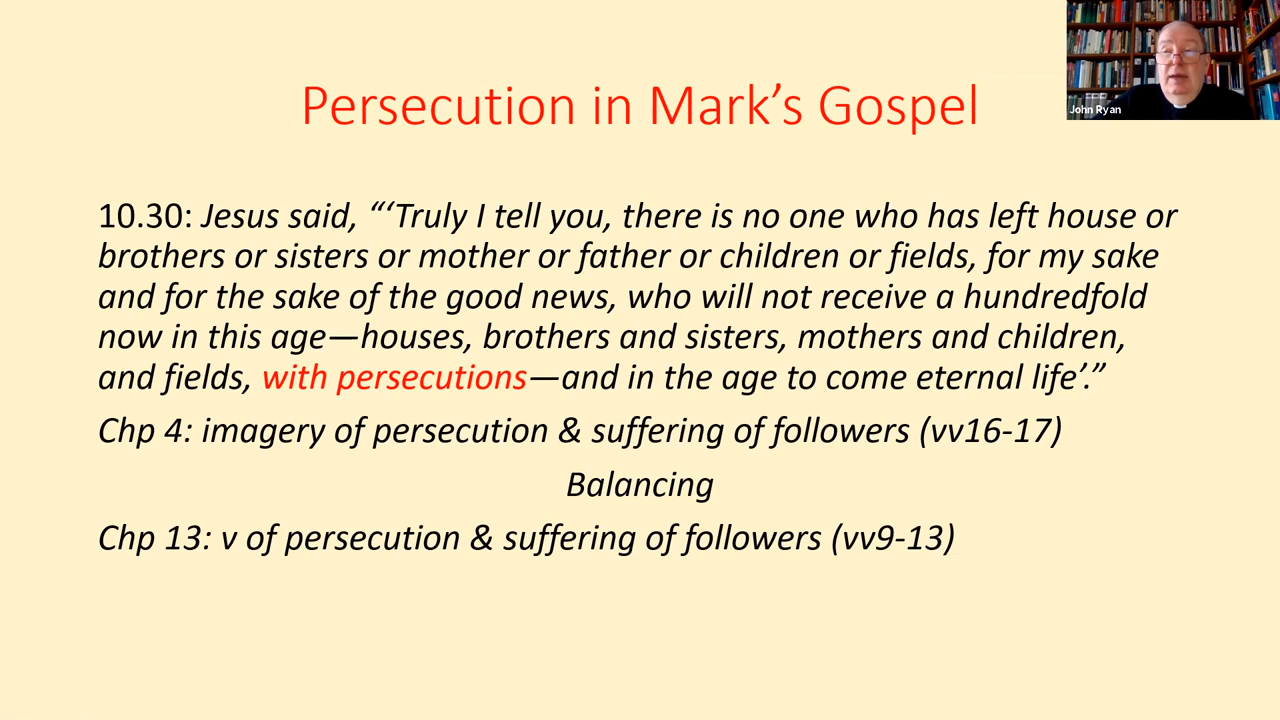 Persecution in Mark’s Gospel
John Ryan
10.30: Jesus said, “‘Truly I tell you, there is no one who has left house or
brothers or sisters or mother or father or children or fields, for my sake
and for the sake of the good news, who will not receive a hundredfold
now in this age—houses, brothers and sisters, mothers and children,
and fields, with persecutions—and in the age to come eternal life’.”
Chp 4: imagery of persecution & suffering of followers (vv16-17)
Balancing
Chp 13: v of persecution & suffering of followers (vv9-13)